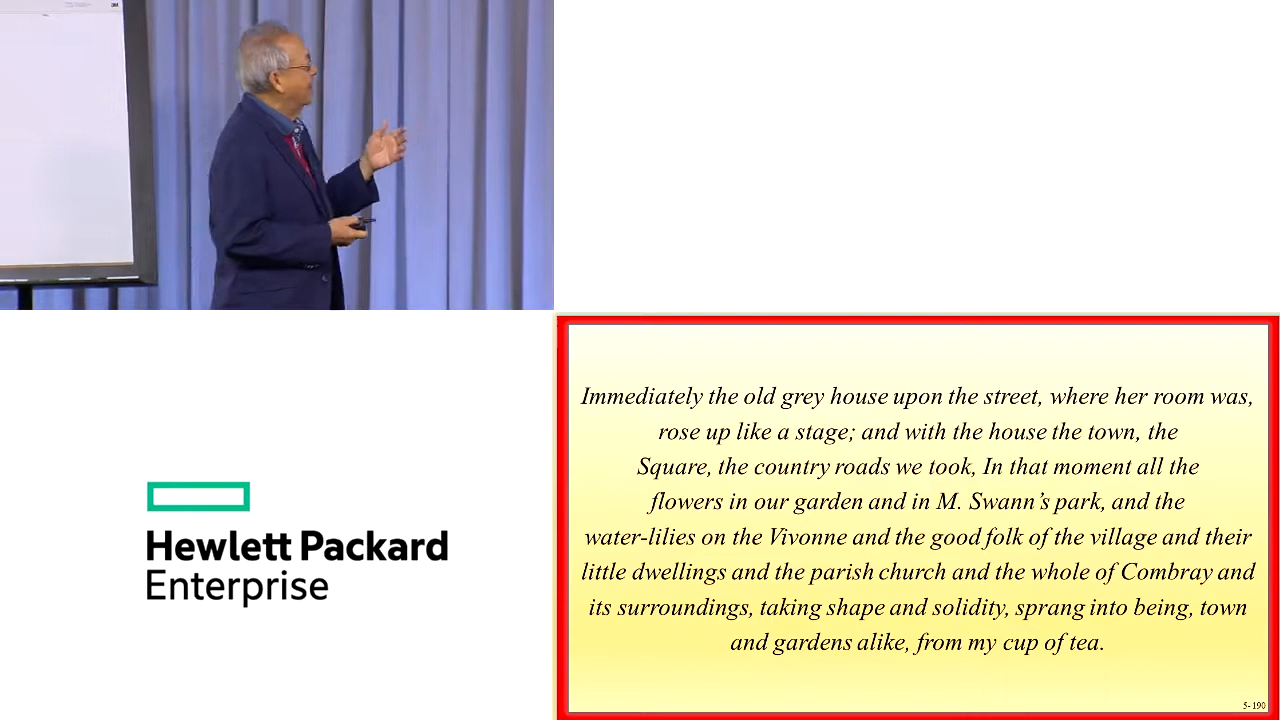 Hewlett Packard
Enterprise
Immediately the old grey house upon the street, where her room was,
rose up like a stage; and with the house the town, the
Square, the country roads we took, In that moment all the
flowers in our garden and in M. Swann’s park, and the
water-lilies on the Vivonne and the good folk of the village and their
little dwellings and the parish church and the whole of Combray and
its surroundings, taking shape and solidity, sprang into being, town
and gardens alike, from my cup of tea.
5- 190